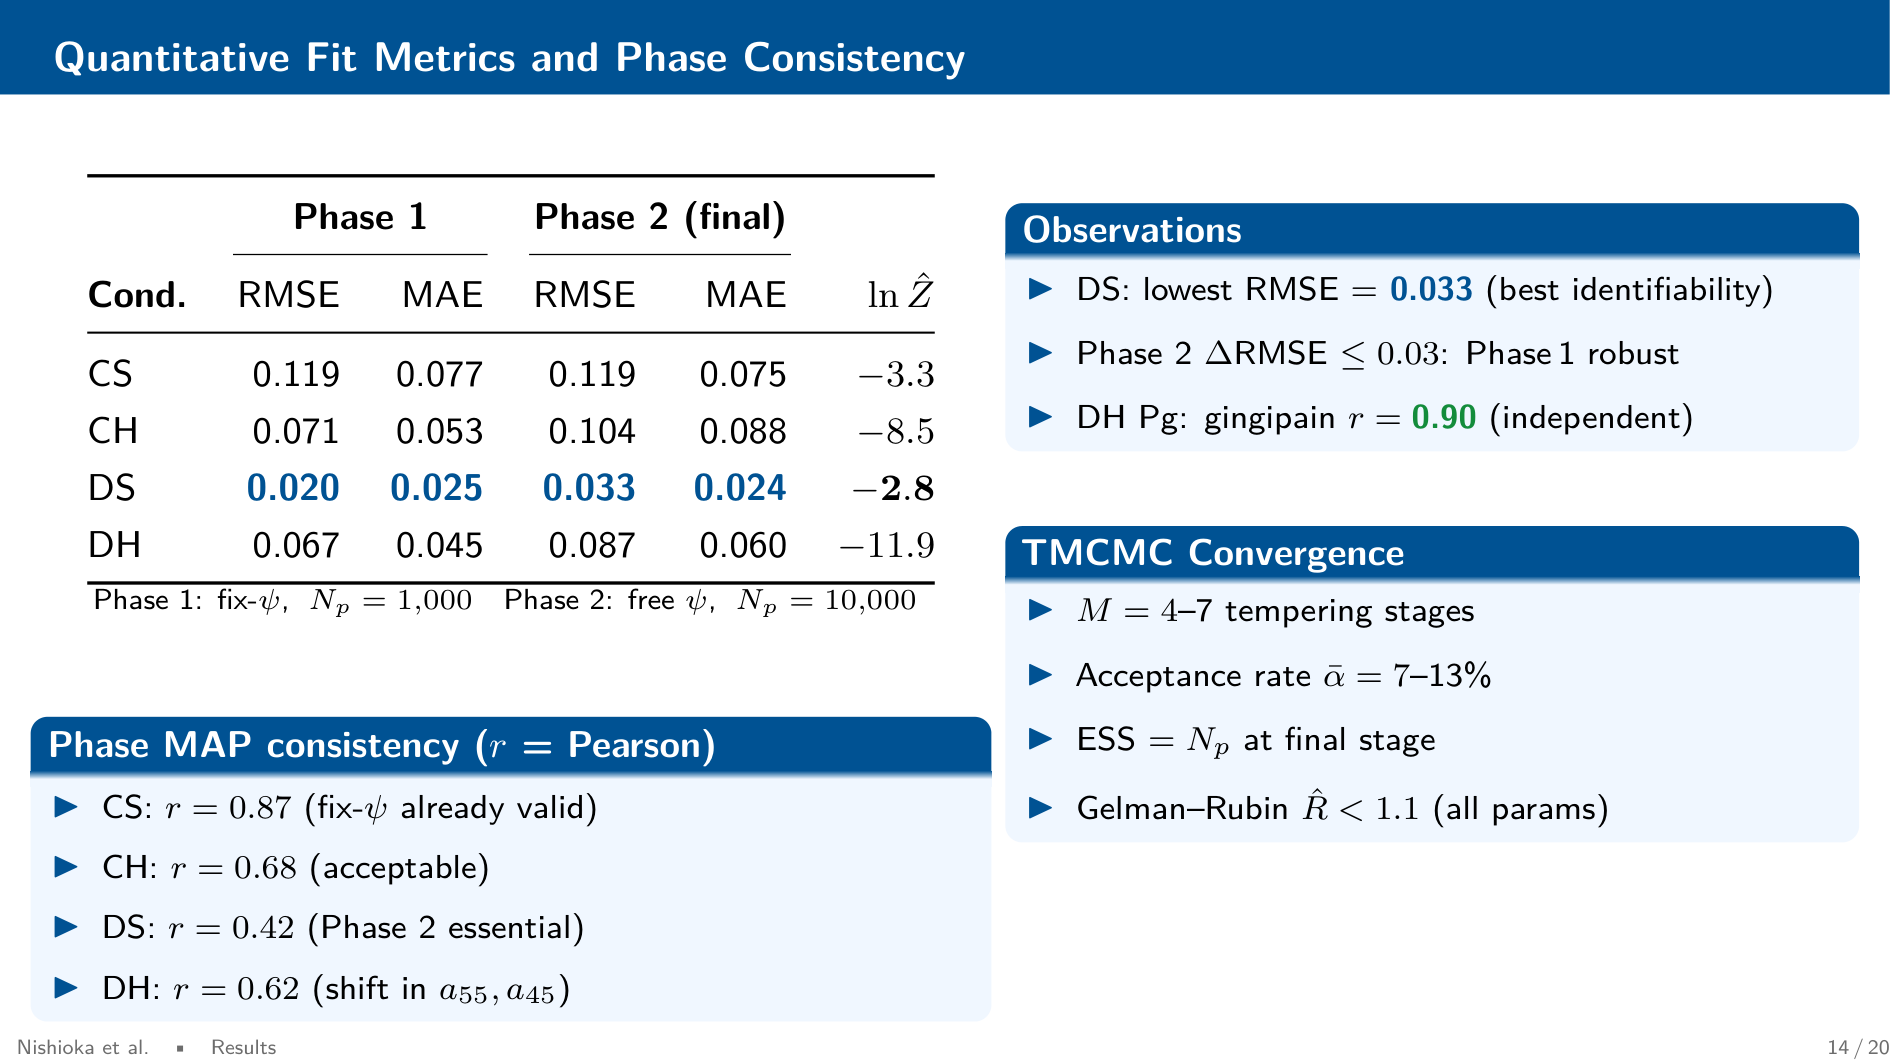 Quantitative Fit Metrics and Phase Consistency
Phase 1 Phase 2 (final)
Cond. RMSE MAE RMSE MAE ln Ẑ
CS 0.119 0.077 0.119 0.075 −3.3
CH 0.071 0.053 0.104 0.088 −8.5
DS 0.020 0.025 0.033 0.024 −2.8
DH 0.067 0.045 0.087 0.060 −11.9
Phase 1: fix-ψ, Nₚ = 1,000 Phase 2: free ψ, Nₚ = 10,000
Phase MAP consistency (r = Pearson)
▶ CS: r = 0.87 (fix-ψ already valid)
▶ CH: r = 0.68 (acceptable)
▶ DS: r = 0.42 (Phase 2 essential)
▶ DH: r = 0.62 (shift in a₅₅, a₄₅)
Observations
▶ DS: lowest RMSE = 0.033 (best identifiability)
▶ Phase 2 ΔRMSE ≤ 0.03: Phase 1 robust
▶ DH Pg: gingipain r = 0.90 (independent)
TMCMC Convergence
▶ M = 4–7 tempering stages
▶ Acceptance rate ᾱ = 7–13%
▶ ESS = Nₚ at final stage
▶ Gelman–Rubin R̂ < 1.1 (all params)
Nishioka et al. ▪ Results
14 / 20